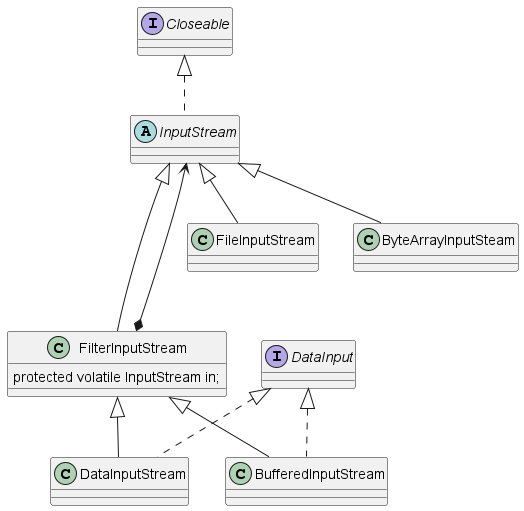 I Closeable
A InputStream
C FileInputStream
C ByteArrayInputSteam
C FilterInputStream
protected volatile InputStream in;
I DataInput
C DataInputStream
C BufferedInputStream